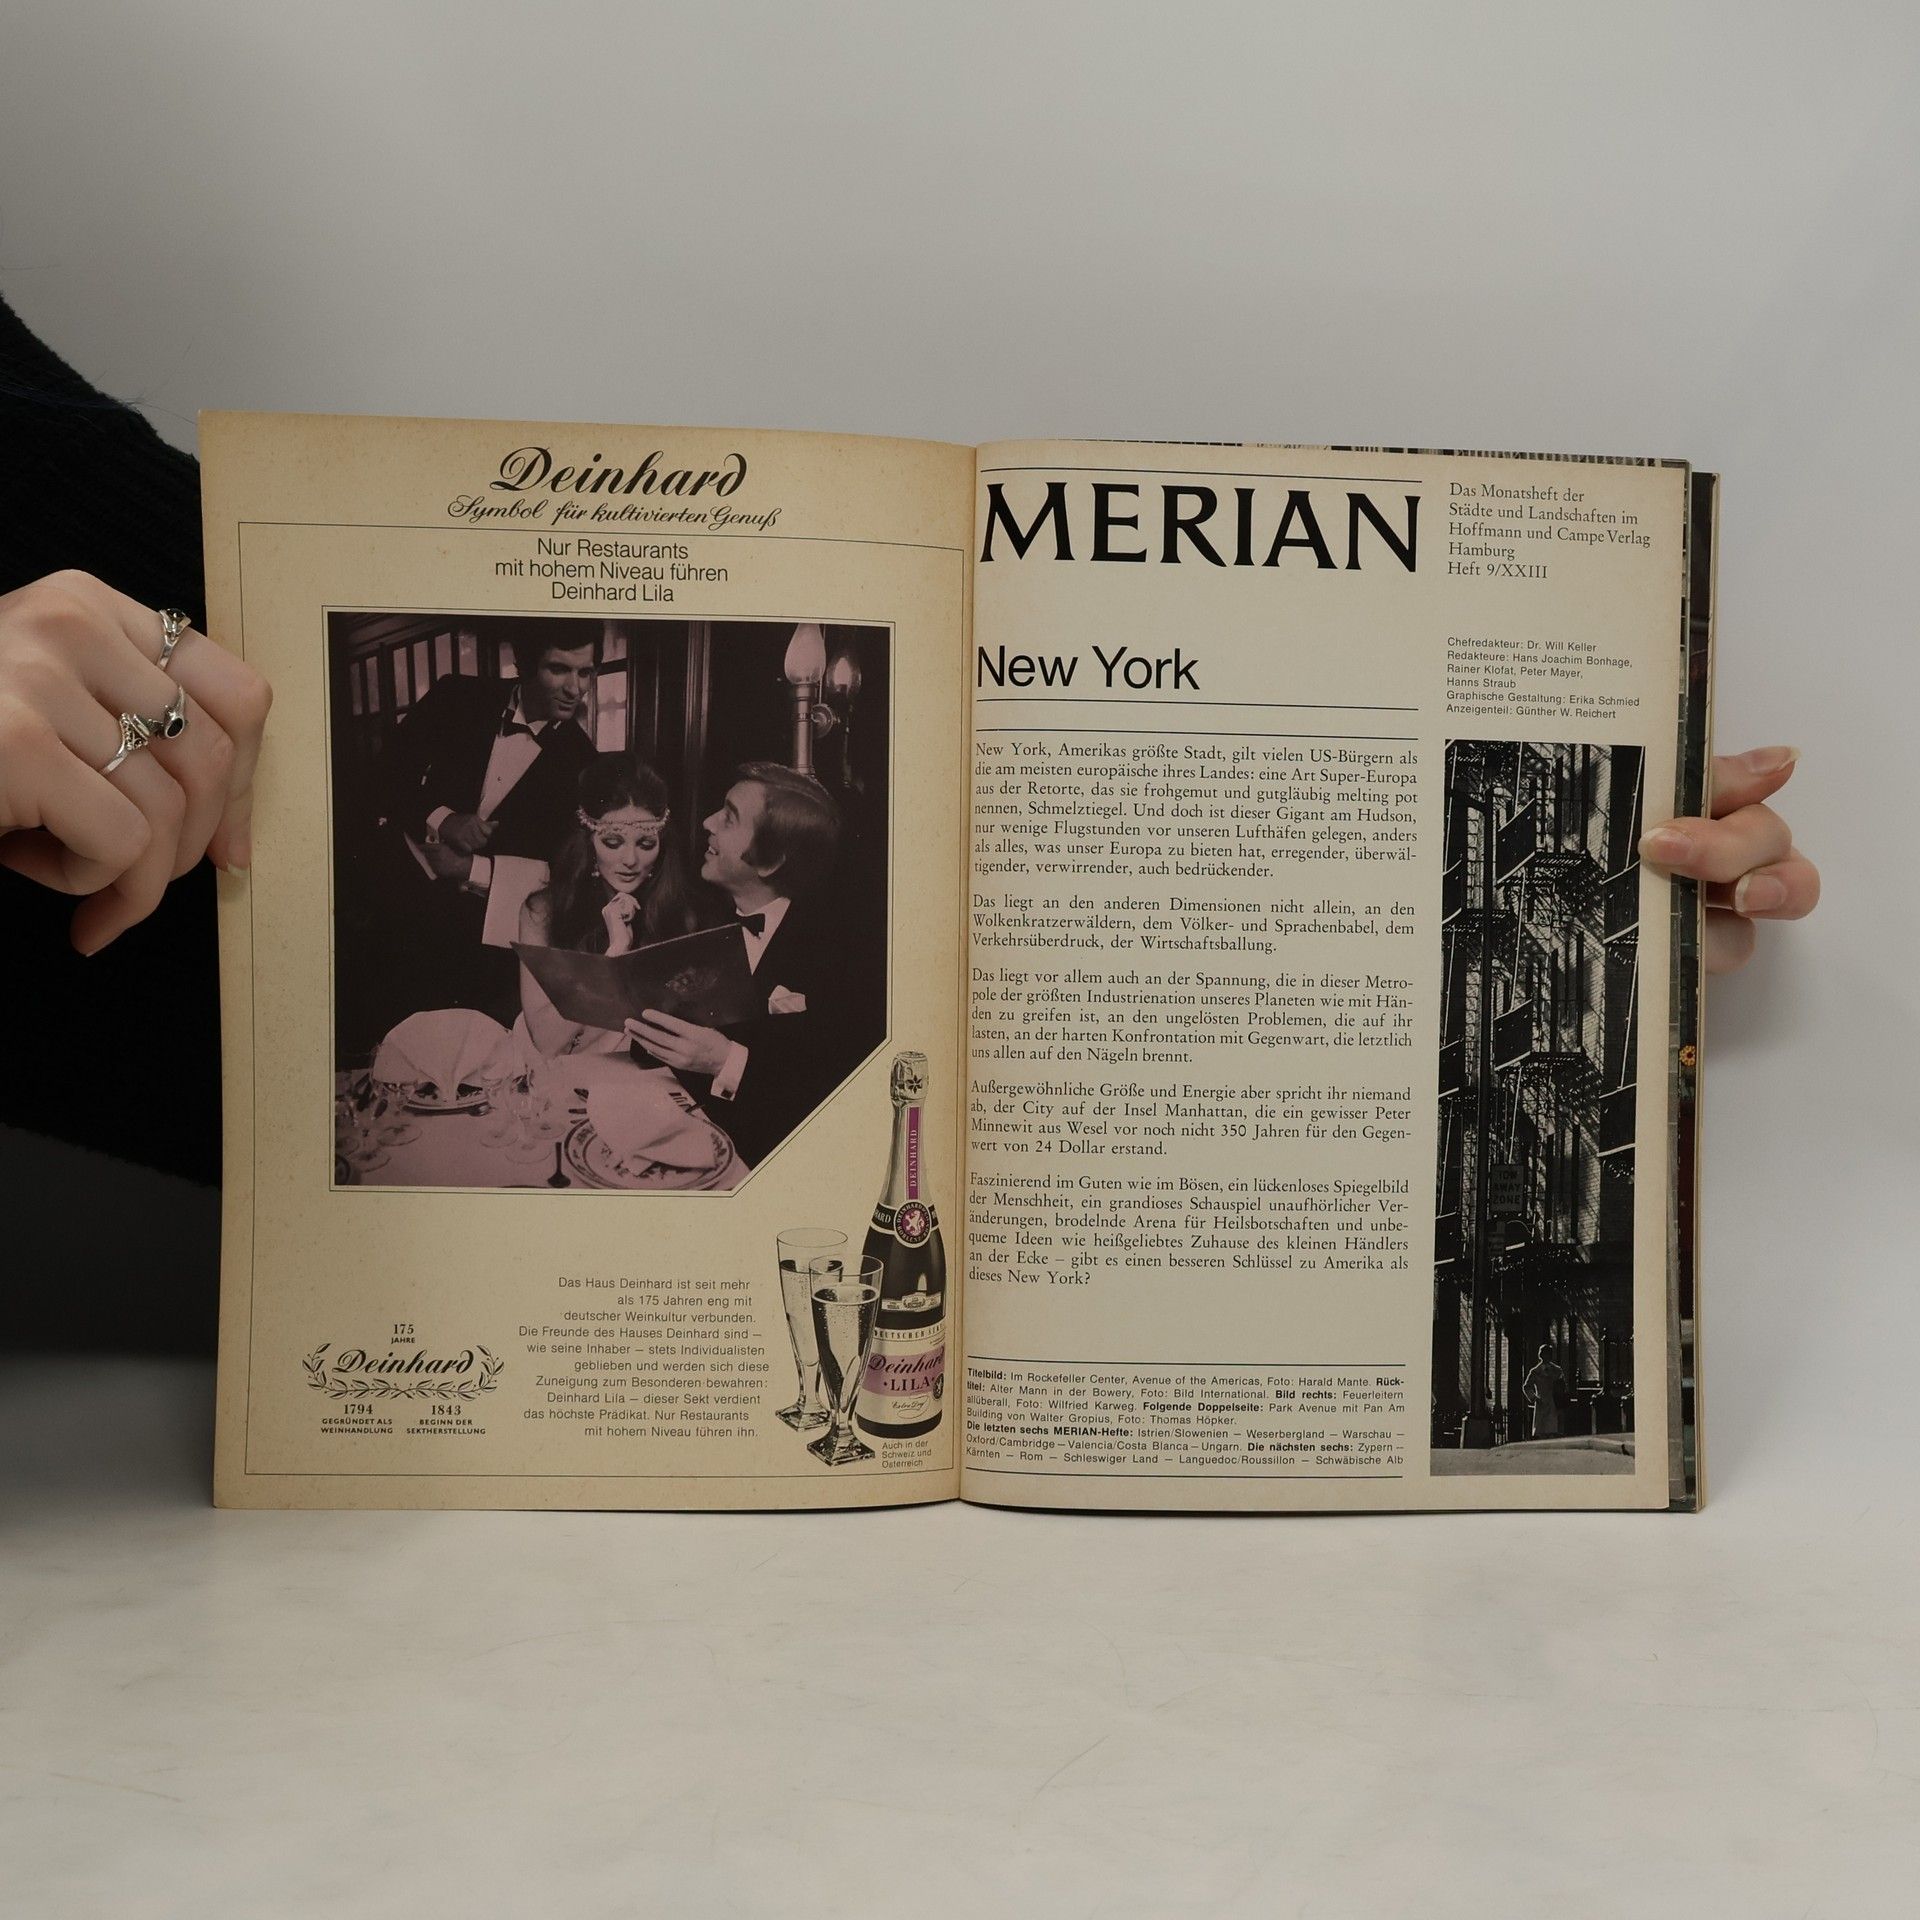 Deinhard
Symbol für kultivierten Genuß
Nur Restaurants
mit hohem Niveau führen
Deinhard Lila
Das Haus Deinhard ist seit mehr
als 175 Jahren eng mit
deutscher Weinkultur verbunden.
Die Freunde des Hauses Deinhard sind –
wie seine Inhaber – stets Individualisten
geblieben und werden sich diese
Zuneigung zum Besonderen bewahren:
Deinhard Lila – dieser Sekt verdient
das höchste Prädikat. Nur Restaurants
mit hohem Niveau führen ihn.
175
JAHRE
Deinhard
1794
GEGRÜNDET ALS
WEINHANDLUNG
1843
BEGINN DER
SEKTHERSTELLUNG
DEINHARD
Deinhard
LILA
Auch in der
Schweiz und
Österreich
MERIAN
Das Monatsheft der
Städte und Landschaften im
Hoffmann und Campe Verlag
Hamburg
Heft 9/XXIII
New York
Chefredakteur: Dr. Will Keller
Redakteure: Hans Joachim Bonhage,
Rainer Klofat, Peter Mayer,
Hanns Straub
Graphische Gestaltung: Erika Schmied
Anzeigenteil: Günther W. Reichert
New York, Amerikas größte Stadt, gilt vielen US-Bürgern als
die am meisten europäische ihres Landes: eine Art Super-Europa
aus der Retorte, das sie frohgemut und gutgläubig melting pot
nennen, Schmelztiegel. Und doch ist dieser Gigant am Hudson,
nur wenige Flugstunden vor unseren Lufthäfen gelegen, anders
als alles, was unser Europa zu bieten hat, erregender, überwäl-
tigender, verwirrender, auch bedrückender.
Das liegt an den anderen Dimensionen nicht allein, an den
Wolkenkratzerwäldern, dem Völker- und Sprachenbabel, dem
Verkehrsüberdruck, der Wirtschaftsballung.
Das liegt vor allem auch an der Spannung, die in dieser Metro-
pole der größten Industrienation unseres Planeten wie mit Hän-
den zu greifen ist, an den ungelösten Problemen, die auf ihr
lasten, an der harten Konfrontation mit Gegenwart, die letztlich
uns allen auf den Nägeln brennt.
Außergewöhnliche Größe und Energie aber spricht ihr niemand
ab, der City auf der Insel Manhattan, die ein gewisser Peter
Minnewit aus Wesel vor noch nicht 350 Jahren für den Gegen-
wert von 24 Dollar erstand.
Faszinierend im Guten wie im Bösen, ein lückenloses Spiegelbild
der Menschheit, ein grandioses Schauspiel unaufhörlicher Ver-
änderungen, brodelnde Arena für Heilsbotschaften und unbe-
queme Ideen wie heißgeliebtes Zuhause des kleinen Händlers
an der Ecke – gibt es einen besseren Schlüssel zu Amerika als
dieses New York?
TOW
AWAY
ZONE
Titelbild: Im Rockefeller Center, Avenue of the Americas, Foto: Harald Mante. Rück-
titel: Alter Mann in der Bowery, Foto: Bild International. Bild rechts: Feuerleitern
allüberall, Foto: Wilfried Karweg. Folgende Doppelseite: Park Avenue mit Pan Am
Building von Walter Gropius, Foto: Thomas Höpker.
Die letzten sechs MERIAN-Hefte: Istrien/Slowenien – Weserbergland – Warschau –
Oxford/Cambridge – Valencia/Costa Blanca – Ungarn. Die nächsten sechs: Zypern –
Kärnten – Rom – Schleswiger Land – Languedoc/Roussillon – Schwäbische Alb